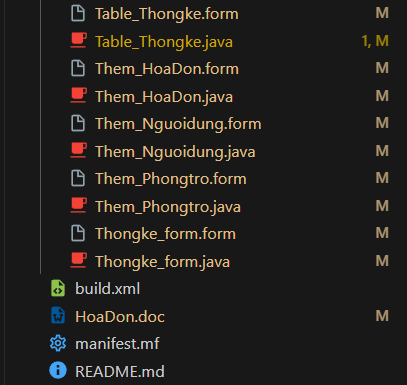 Table_Thongke.form M
Table_Thongke.java 1, M
Them_HoaDon.form M
Them_HoaDon.java M
Them_Nguoidung.form M
Them_Nguoidung.java M
Them_Phongtro.form M
Them_Phongtro.java M
Thongke_form.form M
Thongke_form.java M
build.xml
HoaDon.doc M
manifest.mf
README.md